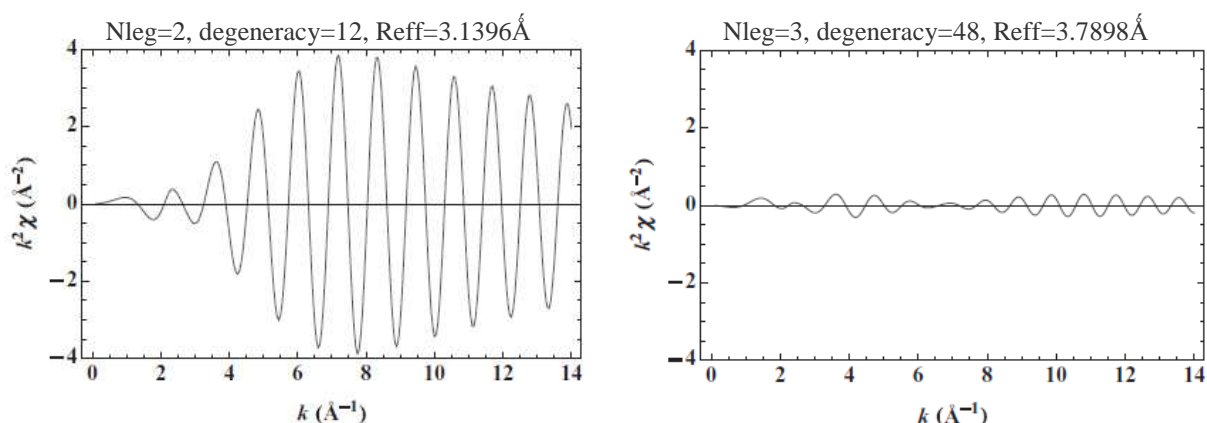 Nleg=2, degeneracy=12, Reff=3.1396Å
4
2
0
−2
−4
k² χ (Å⁻²)
0 2 4 6 8 10 12 14
k (Å⁻¹)
Nleg=3, degeneracy=48, Reff=3.7898Å
4
2
0
−2
−4
k² χ (Å⁻²)
0 2 4 6 8 10 12 14
k (Å⁻¹)